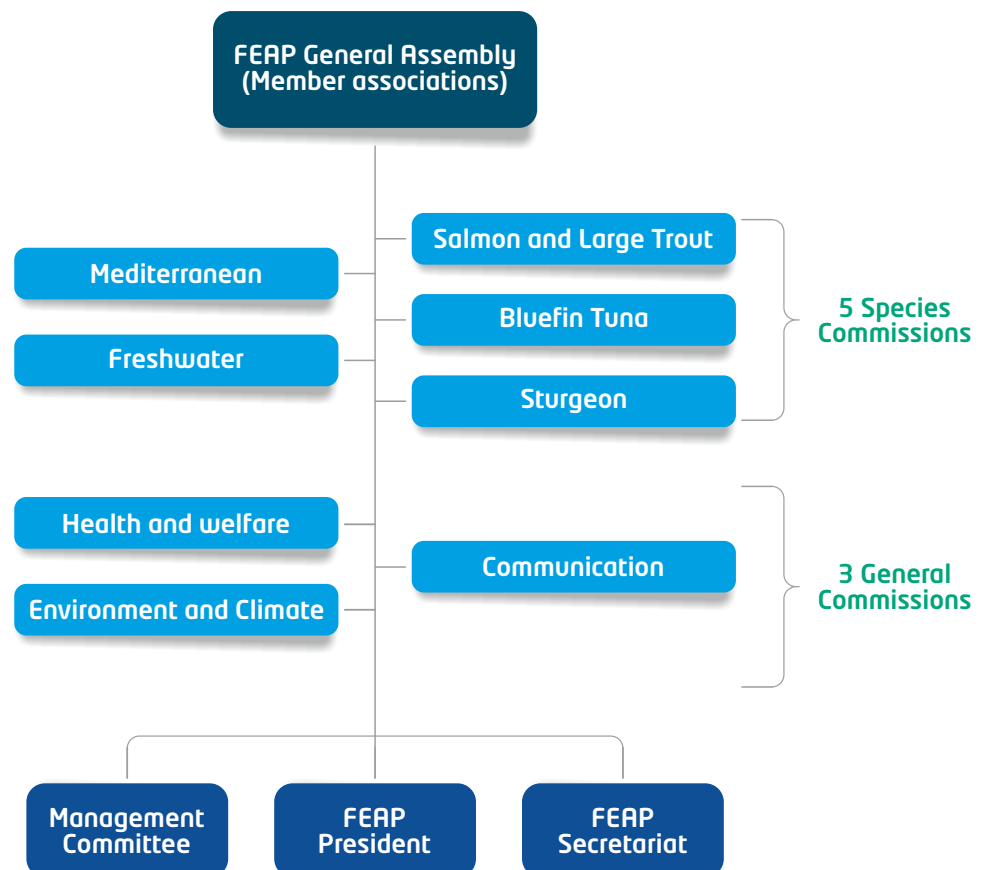 FEAP General Assembly
(Member associations)
Salmon and Large Trout
Mediterranean
Bluefin Tuna
Freshwater
Sturgeon
5 Species
Commissions
Health and welfare
Communication
Environment and Climate
3 General
Commissions
Management
Committee
FEAP
President
FEAP
Secretariat